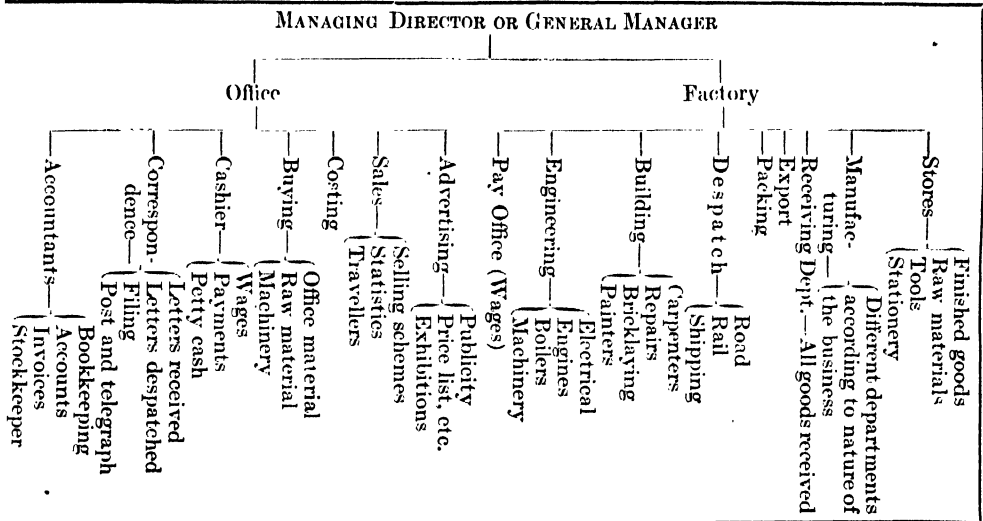 MANAGING DIRECTOR OR GENERAL MANAGER
Office
Factory
Accountants—
Bookkeeping
Accounts
Invoices
Stockkeeper
Correspon-
dence—
Letters received
Letters despatched
Filing
Post and telegraph
Cashier—
Wages
Payments
Petty cash
Buying—
Office material
Raw material
Machinery
Costing
Sales—
Selling schemes
Statistics
Travellers
Advertising—
Publicity
Price list, etc.
Exhibitions
Pay Office (Wages)
Engineering—
Electrical
Engines
Boilers
Machinery
Building—
Carpenters
Repairs
Bricklaying
Painters
Despatch—
Road
Rail
Shipping
Packing
Export
Receiving Dept.—All goods received
Manufac-
turing—
Different departments
according to nature of
the business
Stores—
Finished goods
Raw materials
Tools
Stationery